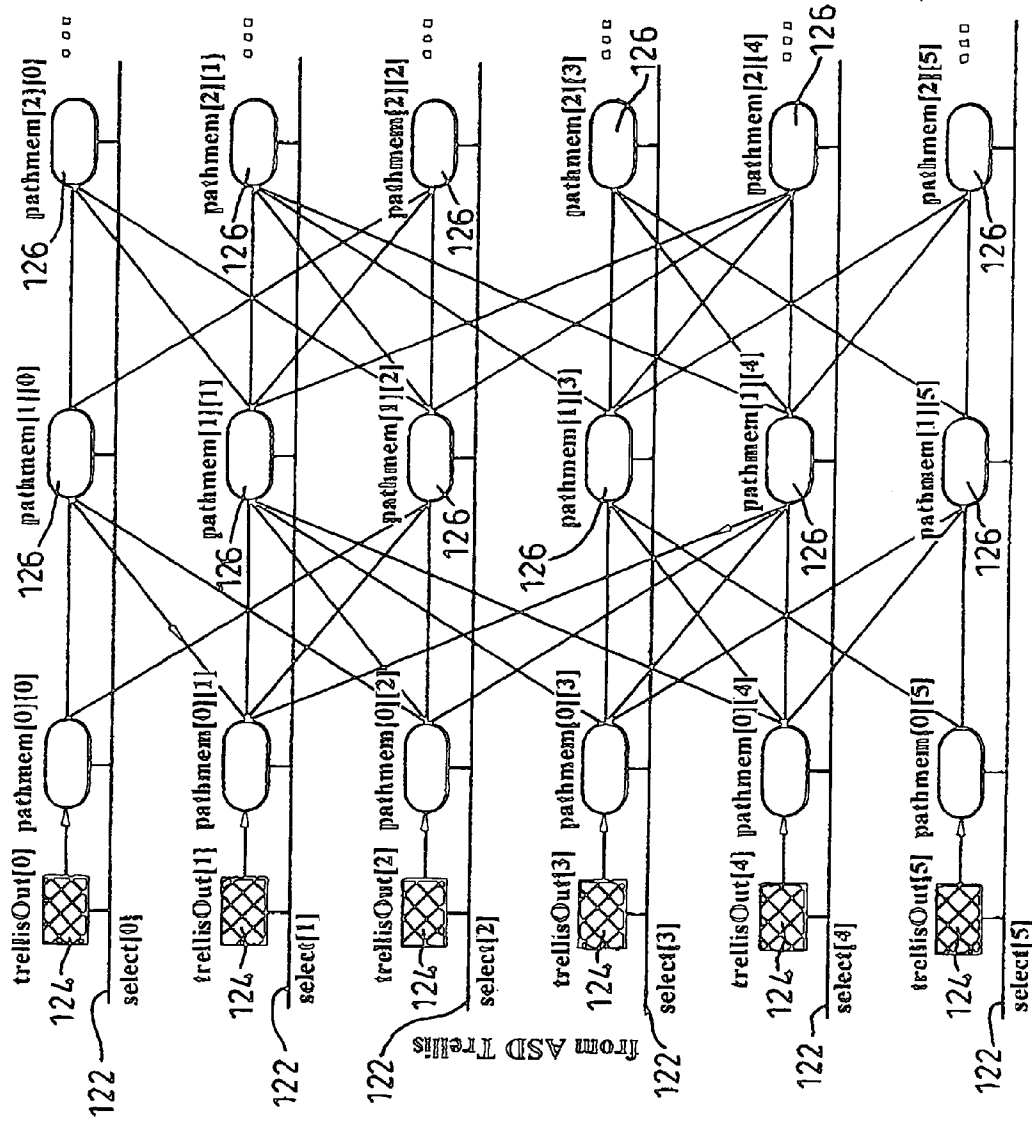 trellisOut[0] pathmem[0][0] pathmem[1][0] pathmem[2][0]
124 126 126
122 select[0]
trellisOut[1] pathmem[0][1] pathmem[1][1] pathmem[2][1]
124 126 126
122 select[1]
trellisOut[2] pathmem[0][2] pathmem[1][2] pathmem[2][2]
124 126 126
122 select[2]
from ASD Trellis
trellisOut[3] pathmem[0][3] pathmem[1][3] pathmem[2][3]
124 126 126
122 select[3]
trellisOut[4] pathmem[0][4] pathmem[1][4] pathmem[2][4]
124 126 126
122 select[4]
trellisOut[5] pathmem[0][5] pathmem[1][5] pathmem[2][5]
124 126 126
122 select[5]